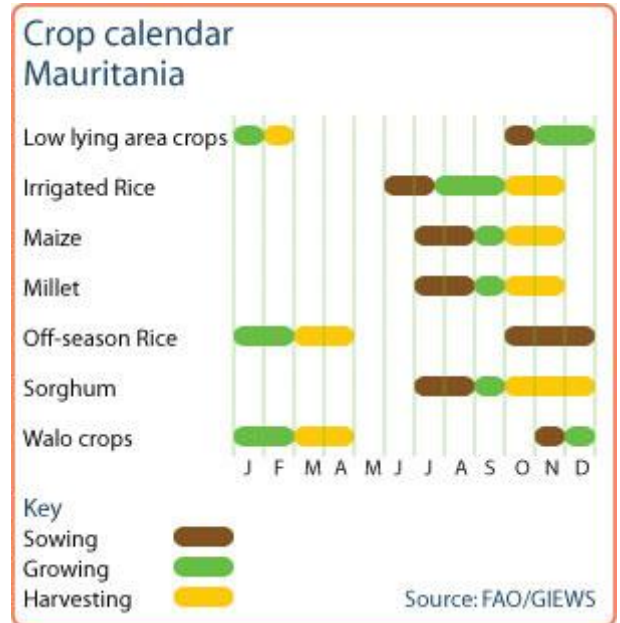 Crop calendar
Mauritania
Low lying area crops
Irrigated Rice
Maize
Millet
Off-season Rice
Sorghum
Walo crops
J F M A M J J A S O N D
Key
Sowing
Growing
Harvesting
Source: FAO/GIEWS